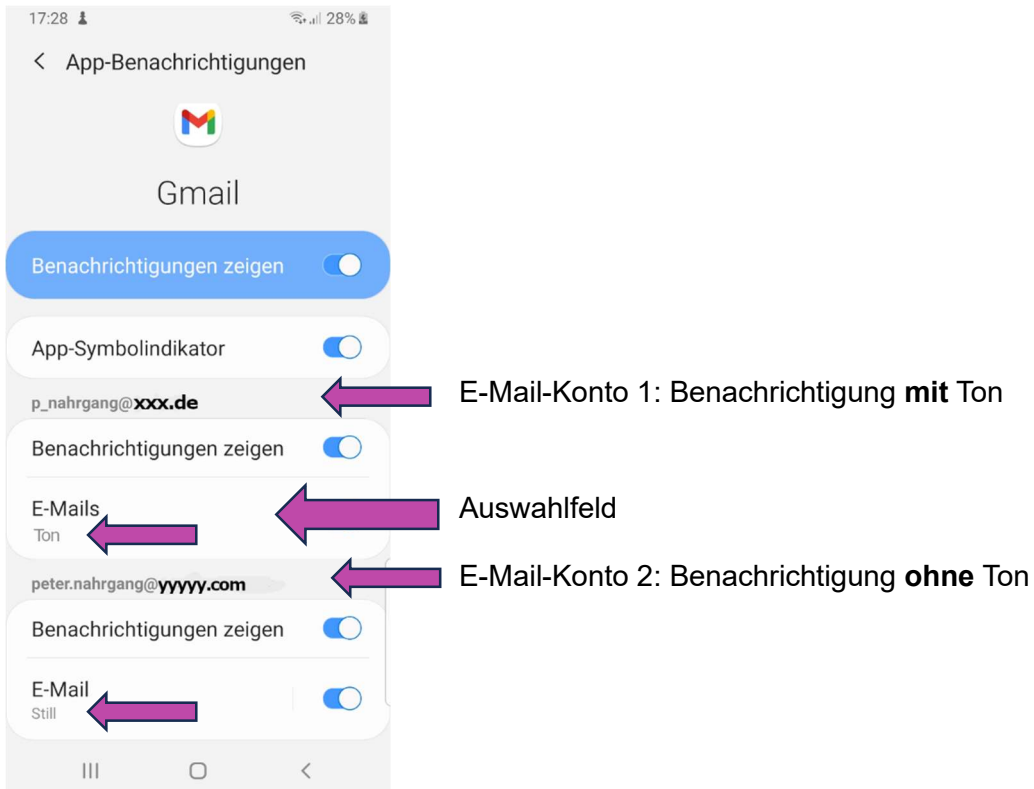 17:28 28%
App-Benachrichtigungen
Gmail
Benachrichtigungen zeigen
App-Symbolindikator
p_nahrgang@xxx.de
E-Mail-Konto 1: Benachrichtigung mit Ton
Benachrichtigungen zeigen
E-Mails
Auswahlfeld
Ton
peter.nahrgang@yyyyy.com
E-Mail-Konto 2: Benachrichtigung ohne Ton
Benachrichtigungen zeigen
E-Mail
Still